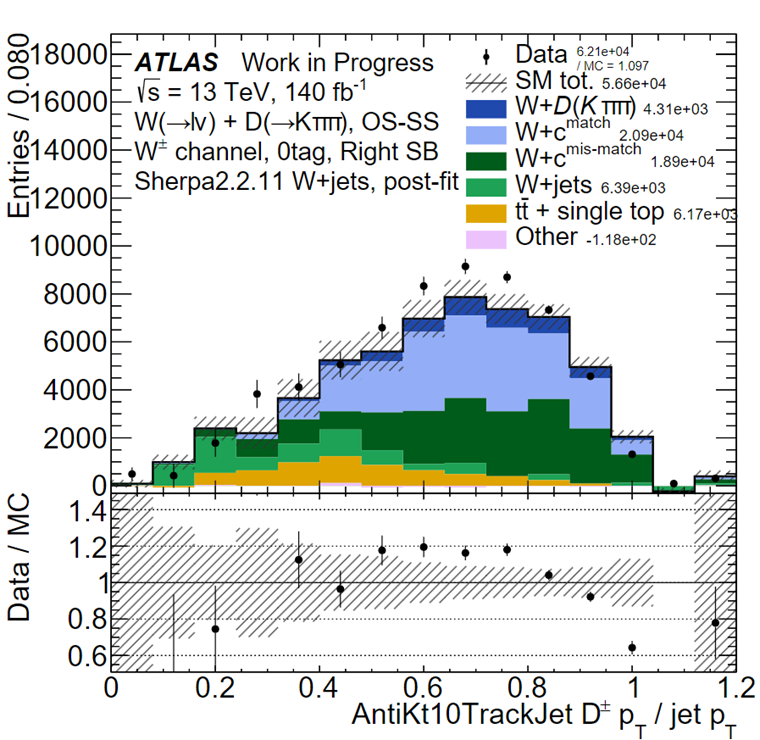 18000
16000
14000
12000
10000
8000
6000
4000
2000
0
Entries / 0.080
ATLAS Work in Progress
√s = 13 TeV, 140 fb-1
W(→lν) + D(→Kππ), OS-SS
W± channel, 0tag, Right SB
Sherpa2.2.11 W+jets, post-fit
Data 6.21e+04 / MC = 1.097
SM tot. 5.66e+04
W+D(Kππ) 4.31e+03
W+c match 2.09e+04
W+c mis-match 1.89e+04
W+jets 6.39e+03
tt̄ + single top 6.17e+03
Other -1.18e+02
1.4
1.2
1
0.8
0.6
Data / MC
0 0.2 0.4 0.6 0.8 1 1.2
AntiKt10TrackJet D± pT / jet pT